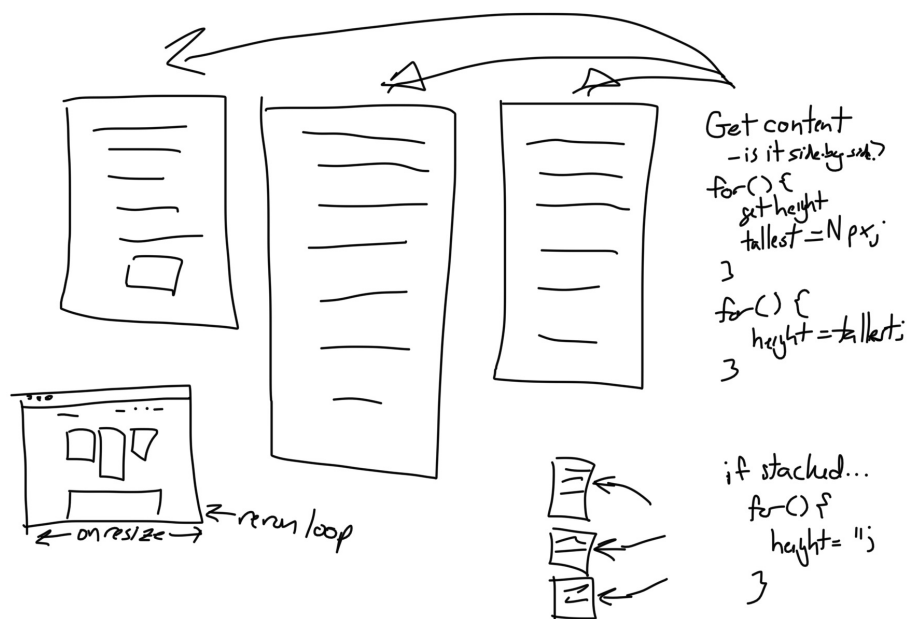 Get content
- is it side-by-side?
for() {
get height
tallest = N px;
}
for() {
height = tallest;
}
← rerun loop
← onresize →
if stacked...
for() {
height = '';
}